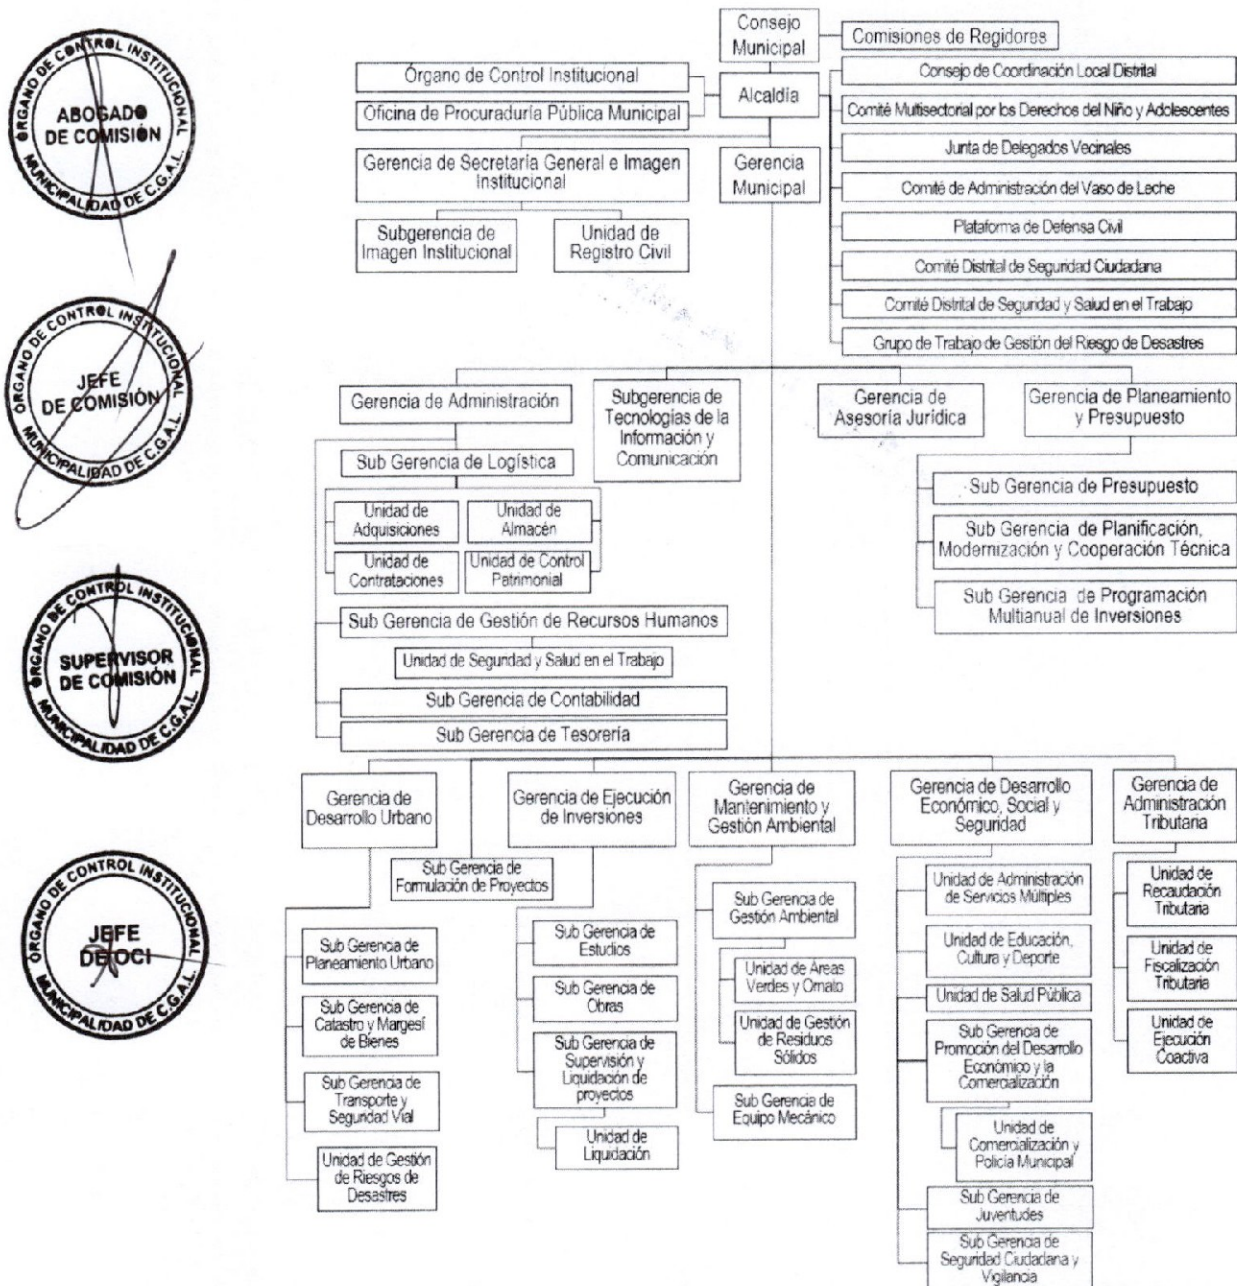 ÓRGANO DE CONTROL INSTITUCIONAL
ABOGADO
DE COMISIÓN
MUNICIPALIDAD DE C.G.A.L.
ÓRGANO DE CONTROL INSTITUCIONAL
JEFE
DE COMISIÓN
MUNICIPALIDAD DE C.G.A.L.
ÓRGANO DE CONTROL INSTITUCIONAL
SUPERVISOR
DE COMISIÓN
MUNICIPALIDAD DE C.G.A.L.
ÓRGANO DE CONTROL INSTITUCIONAL
JEFE
DE OCI
MUNICIPALIDAD DE C.G.A.L.
Consejo
Municipal
Comisiones de Regidores
Órgano de Control Institucional
Oficina de Procuraduría Pública Municipal
Alcaldía
Consejo de Coordinación Local Distrital
Comité Multisectorial por los Derechos del Niño y Adolescentes
Junta de Delegados Vecinales
Comité de Administración del Vaso de Leche
Plataforma de Defensa Civil
Comité Distrital de Seguridad Ciudadana
Comité Distrital de Seguridad y Salud en el Trabajo
Grupo de Trabajo de Gestión del Riesgo de Desastres
Gerencia de Secretaría General e Imagen
Institucional
Gerencia
Municipal
Subgerencia de
Imagen Institucional
Unidad de
Registro Civil
Gerencia de Administración
Subgerencia de
Tecnologías de la
Información y
Comunicación
Gerencia de
Asesoría Jurídica
Gerencia de Planeamiento
y Presupuesto
Sub Gerencia de Logística
Unidad de
Adquisiciones
Unidad de
Almacén
Unidad de
Contrataciones
Unidad de Control
Patrimonial
Sub Gerencia de Gestión de Recursos Humanos
Unidad de Seguridad y Salud en el Trabajo
Sub Gerencia de Contabilidad
Sub Gerencia de Tesorería
Sub Gerencia de Presupuesto
Sub Gerencia de Planificación,
Modernización y Cooperación Técnica
Sub Gerencia de Programación
Multianual de Inversiones
Gerencia de
Desarrollo Urbano
Sub Gerencia de
Formulación de Proyectos
Gerencia de Ejecución
de Inversiones
Gerencia de
Mantenimiento y
Gestión Ambiental
Gerencia de Desarrollo
Económico, Social y
Seguridad
Gerencia de
Administración
Tributaria
Sub Gerencia de
Planeamiento Urbano
Sub Gerencia de
Catastro y Margesí
de Bienes
Sub Gerencia de
Transporte y
Seguridad Vial
Unidad de Gestión
de Riesgos de
Desastres
Sub Gerencia de
Estudios
Sub Gerencia de
Obras
Sub Gerencia de
Supervisión y
Liquidación de
proyectos
Unidad de
Liquidación
Sub Gerencia de
Gestión Ambiental
Unidad de Areas
Verdes y Ornato
Unidad de Gestión
de Residuos
Sólidos
Sub Gerencia de
Equipo Mecánico
Unidad de Administración
de Servicios Múltiples
Unidad de Educación,
Cultura y Deporte
Unidad de Salud Pública
Sub Gerencia de
Promoción del Desarrollo
Económico y la
Comercialización
Unidad de
Comercialización y
Policía Municipal
Sub Gerencia de
Juventudes
Sub Gerencia de
Seguridad Ciudadana y
Vigilancia
Unidad de
Recaudación
Tributaria
Unidad de
Fiscalización
Tributaria
Unidad de
Ejecución
Coactiva